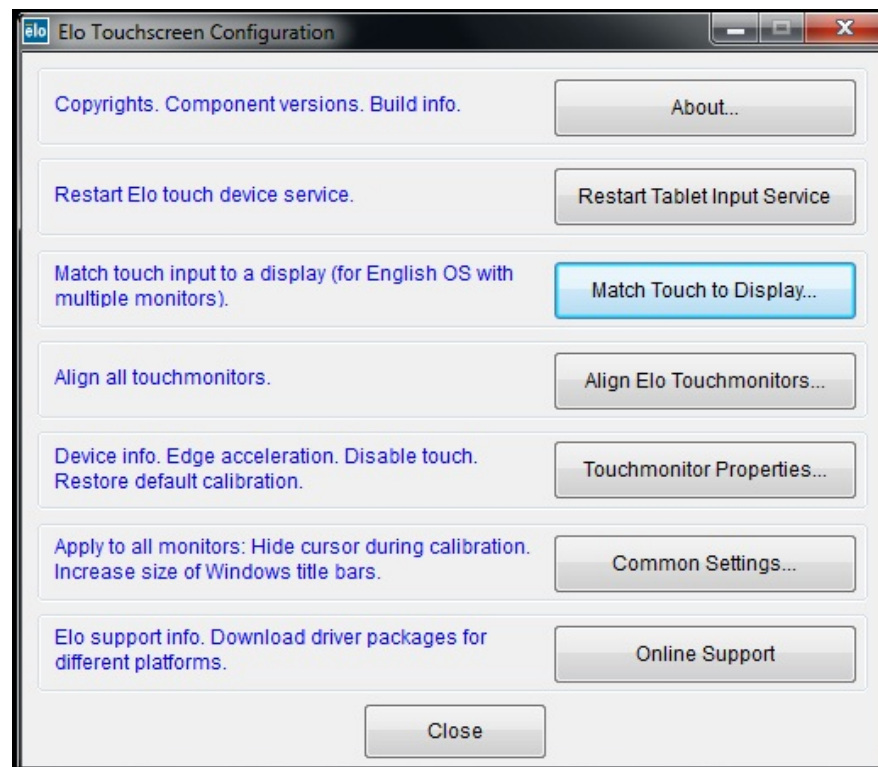 elo Elo Touchscreen Configuration
Copyrights. Component versions. Build info.
About...
Restart Elo touch device service.
Restart Tablet Input Service
Match touch input to a display (for English OS with
multiple monitors).
Match Touch to Display...
Align all touchmonitors.
Align Elo Touchmonitors...
Device info. Edge acceleration. Disable touch.
Restore default calibration.
Touchmonitor Properties...
Apply to all monitors: Hide cursor during calibration.
Increase size of Windows title bars.
Common Settings...
Elo support info. Download driver packages for
different platforms.
Online Support
Close